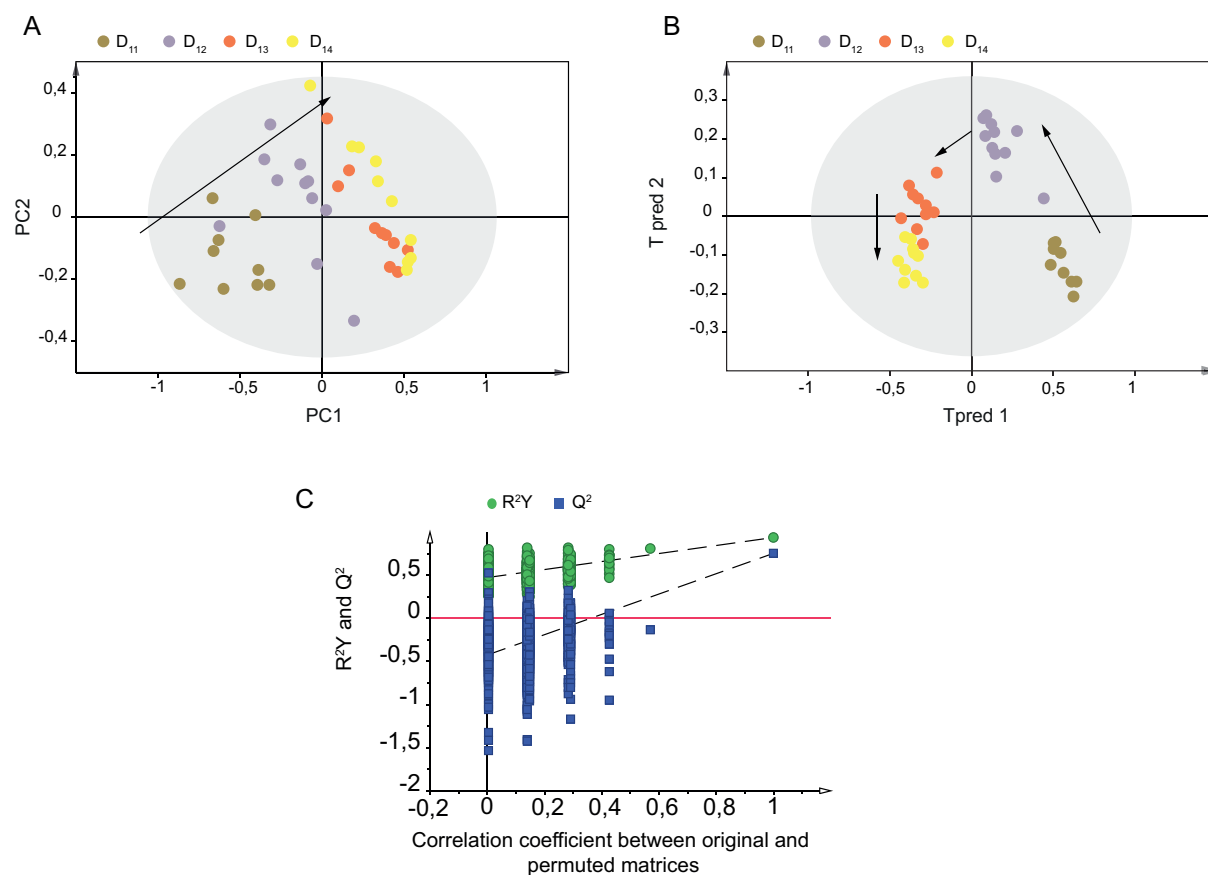 A
D₁₁ D₁₂ D₁₃ D₁₄
0,4
0,2
0
-0,2
-0,4
PC2
-1 -0,5 0 0,5 1
PC1
B
D₁₁ D₁₂ D₁₃ D₁₄
0,3
0,2
0,1
0
-0,1
-0,2
-0,3
T pred 2
-1 -0,5 0 0,5 1
Tpred 1
C
R²Y Q²
0,5
0
-0,5
-1
-1,5
-2
R²Y and Q²
-0,2 0 0,2 0,4 0,6 0,8 1
Correlation coefficient between original and
permuted matrices